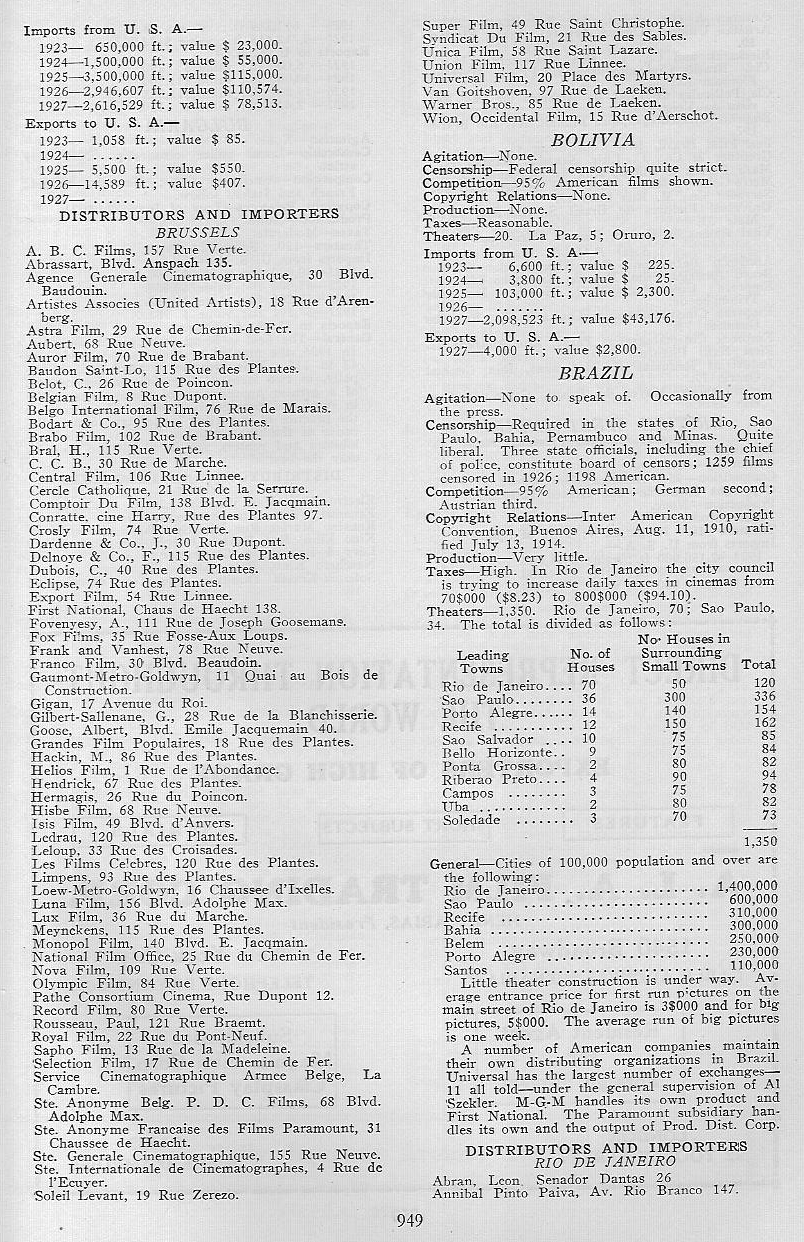 Imports from U. S. A.—
1923— 650,000 ft.; value $ 23,000.
1924—1,500,000 ft.; value $ 55,000.
1925—3,500,000 ft.; value $115,000.
1926—2,946,607 ft.; value $110,574.
1927—2,616,529 ft.; value $ 78,513.
Exports to U. S. A.—
1923— 1,058 ft.; value $ 85.
1924— ......
1925— 5,500 ft.; value $550.
1926—14,589 ft.; value $407.
1927— ......
DISTRIBUTORS AND IMPORTERS
BRUSSELS
A. B. C. Films, 157 Rue Verte.
Abrassart, Blvd. Anspach 135.
Agence Generale Cinematographique, 30 Blvd.
Baudouin.
Artistes Associes (United Artists), 18 Rue d'Aren-
berg.
Astra Film, 29 Rue de Chemin-de-Fer.
Aubert, 68 Rue Neuve.
Auror Film, 70 Rue de Brabant.
Baudon Saint-Lo, 115 Rue des Plantes.
Belot, C., 26 Rue de Poincon.
Belgian Film, 8 Rue Dupont.
Belgo International Film, 76 Rue de Marais.
Bodart & Co., 95 Rue des Plantes.
Brabo Film, 102 Rue de Brabant.
Bral, H., 115 Rue Verte.
C. C. B., 30 Rue de Marche.
Central Film, 106 Rue Linnee.
Cercle Catholique, 21 Rue de la Serrure.
Comptoir Du Film, 138 Blvd. E. Jacqmain.
Conratte, cine Harry, Rue des Plantes 97.
Crosly Film, 74 Rue Verte.
Dardenne & Co., J., 30 Rue Dupont.
Delnoye & Co., F., 115 Rue des Plantes.
Dubois, C., 40 Rue des Plantes.
Eclipse, 74 Rue des Plantes.
Export Film, 54 Rue Linnee.
First National, Chaus de Haecht 138.
Fovenyesy, A., 111 Rue de Joseph Goosemans.
Fox Films, 35 Rue Fosse-Aux Loups.
Frank and Vanhest, 78 Rue Neuve.
Franco Film, 30 Blvd. Beaudoin.
Gaumont-Metro-Goldwyn, 11 Quai au Bois de
Construction.
Gigan, 17 Avenue du Roi.
Gilbert-Sallenane, G., 28 Rue de la Blanchisserie.
Goose, Albert, Blvd. Emile Jacquemain 40.
Grandes Film Populaires, 18 Rue des Plantes.
Hackin, M., 86 Rue des Plantes.
Helios Film, 1 Rue de l'Abondance.
Hendrick, 67 Rue des Plantes.
Hermagis, 26 Rue du Poincon.
Hisbe Film, 68 Rue Neuve.
Isis Film, 49 Blvd. d'Anvers.
Ledrau, 120 Rue des Plantes.
Leloup, 33 Rue des Croisades.
Les Films Celebres, 120 Rue des Plantes.
Limpens, 93 Rue des Plantes.
Loew-Metro-Goldwyn, 16 Chaussee d'Ixelles.
Luna Film, 156 Blvd. Adolphe Max.
Lux Film, 36 Rue du Marche.
Meynckens, 115 Rue des Plantes.
Monopol Film, 140 Blvd. E. Jacqmain.
National Film Office, 25 Rue du Chemin de Fer.
Nova Film, 109 Rue Verte.
Olympic Film, 84 Rue Verte.
Pathe Consortium Cinema, Rue Dupont 12.
Record Film, 80 Rue Verte.
Rousseau, Paul, 121 Rue Braemt.
Royal Film, 22 Rue du Pont-Neuf.
Sapho Film, 13 Rue de la Madeleine.
Selection Film, 17 Rue de Chemin de Fer.
Service Cinematographique Armee Belge, La
Cambre.
Ste. Anonyme Belg. P. D. C. Films, 68 Blvd.
Adolphe Max.
Ste. Anonyme Francaise des Films Paramount, 31
Chaussee de Haecht.
Ste. Generale Cinematographique, 155 Rue Neuve.
Ste. Internationale de Cinematographes, 4 Rue de
l'Ecuyer.
Soleil Levant, 19 Rue Zerezo.
Super Film, 49 Rue Saint Christophe.
Syndicat Du Film, 21 Rue des Sables.
Unica Film, 58 Rue Saint Lazare.
Union Film, 117 Rue Linnee.
Universal Film, 20 Place des Martyrs.
Van Goitshoven, 97 Rue de Laeken.
Warner Bros., 85 Rue de Laeken.
Wion, Occidental Film, 15 Rue d'Aerschot.
BOLIVIA
Agitation—None.
Censorship—Federal censorship quite strict.
Competition—95% American films shown.
Copyright Relations—None.
Production—None.
Taxes—Reasonable.
Theaters—20. La Paz, 5; Oruro, 2.
Imports from U. S. A—
1923— 6,600 ft.; value $ 225.
1924— 3,800 ft.; value $ 25.
1925— 103,000 ft.; value $ 2,300.
1926— .......
1927—2,098,523 ft.; value $43,176.
Exports to U. S. A.—
1927—4,000 ft.; value $2,800.
BRAZIL
Agitation—None to speak of. Occasionally from
the press.
Censorship—Required in the states of Rio, Sao
Paulo, Bahia, Pernambuco and Minas. Quite
liberal. Three state officials, including the chief
of police, constitute board of censors; 1259 films
censored in 1926; 1198 American.
Competition—95% American; German second;
Austrian third.
Copyright Relations—Inter American Copyright
Convention, Buenos Aires, Aug. 11, 1910, rati-
fied July 13, 1914.
Production—Very little.
Taxes—High. In Rio de Janeiro the city council
is trying to increase daily taxes in cinemas from
70$000 ($8.23) to 800$000 ($94.10).
Theaters—1,350. Rio de Janeiro, 70; Sao Paulo,
34. The total is divided as follows:
No. Houses in
Leading No. of Surrounding
Towns Houses Small Towns Total
Rio de Janeiro.... 70 50 120
Sao Paulo........ 36 300 336
Porto Alegre...... 14 140 154
Recife ........... 12 150 162
Sao Salvador .... 10 75 85
Bello Horizonte.. 9 75 84
Ponta Grossa.... 2 80 82
Riberao Preto.... 4 90 94
Campos ........ 3 75 78
Uba ............ 2 80 82
Soledade ........ 3 70 73
1,350
General—Cities of 100,000 population and over are
the following:
Rio de Janeiro........................ 1,400,000
Sao Paulo ........................... 600,000
Recife .............................. 310,000
Bahia ................................ 300,000
Belem ............................... 250,000
Porto Alegre ........................ 230,000
Santos .............................. 110,000
Little theater construction is under way. Av-
erage entrance price for first run pictures on the
main street of Rio de Janeiro is 3$000 and for big
pictures, 5$000. The average run of big pictures
is one week.
A number of American companies maintain
their own distributing organizations in Brazil.
Universal has the largest number of exchanges—
11 all told—under the general supervision of Al
Szekler. M-G-M handles its own product and
First National. The Paramount subsidiary han-
dles its own and the output of Prod. Dist. Corp.
DISTRIBUTORS AND IMPORTERS
RIO DE JANEIRO
Abran, Leon, Senador Dantas 26
Annibal Pinto Paiva, Av. Rio Branco 147.
949